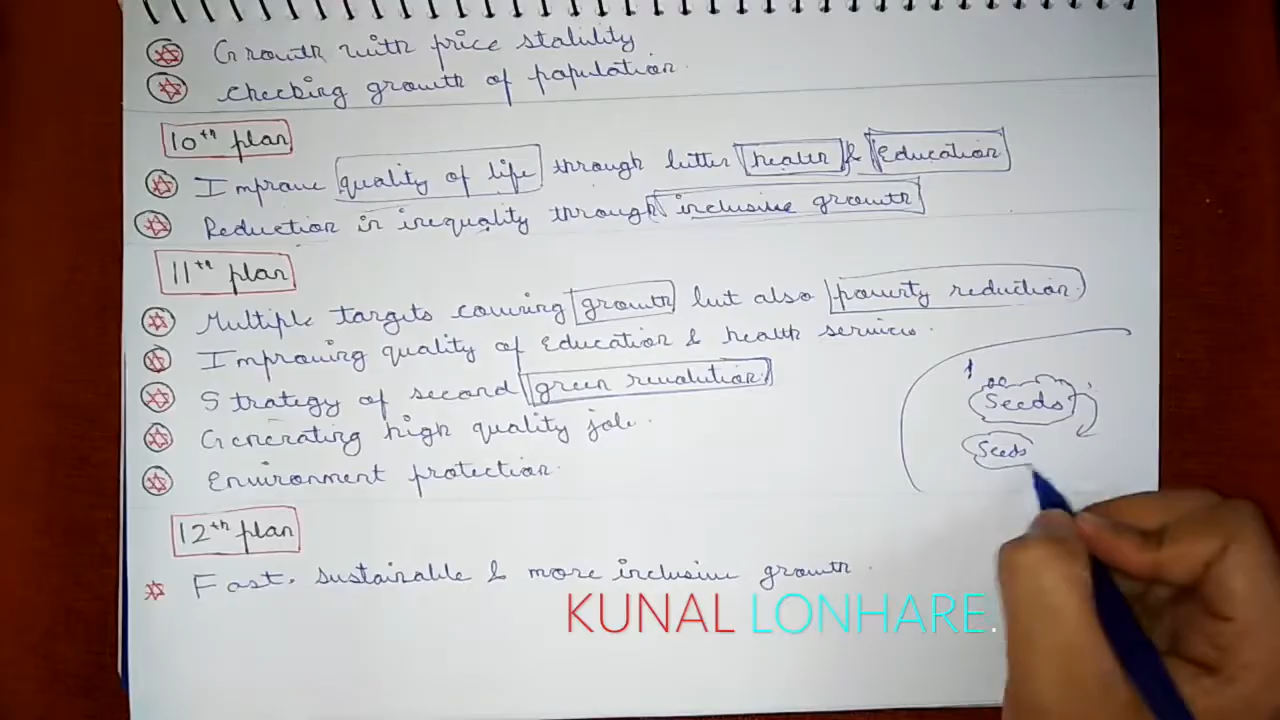 Growth with price stability
Checking growth of population.
10th plan
Improve quality of life through better health & Education
Reduction in inequality through inclusive growth
11th plan
Multiple targets covering growth but also poverty reduction
Improving quality of Education & health services.
Strategy of second green revolution
Generating high quality job.
Environment protection.
Seeds
Seeds
12th plan
Fast, sustainable & more inclusive growth.
KUNAL LONHARE.